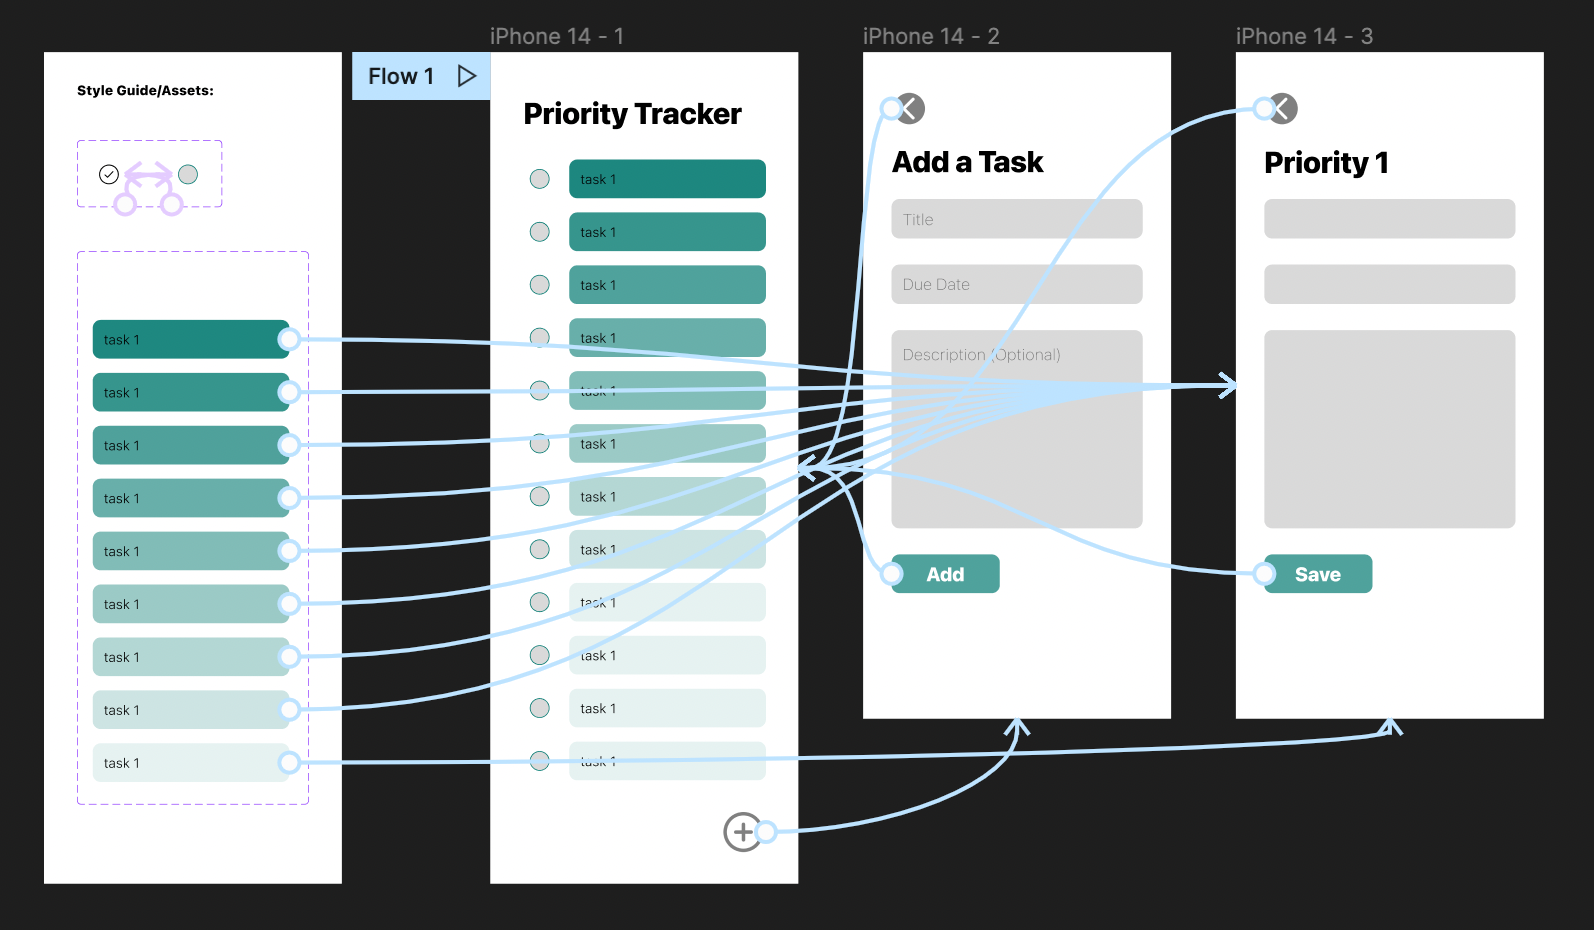 Style Guide/Assets:
task 1
task 1
task 1
task 1
task 1
task 1
task 1
task 1
task 1
Flow 1
iPhone 14 - 1
Priority Tracker
task 1
task 1
task 1
task 1
task 1
task 1
task 1
task 1
task 1
task 1
task 1
task 1
iPhone 14 - 2
Add a Task
Title
Due Date
Description (Optional)
Add
iPhone 14 - 3
Priority 1
Save